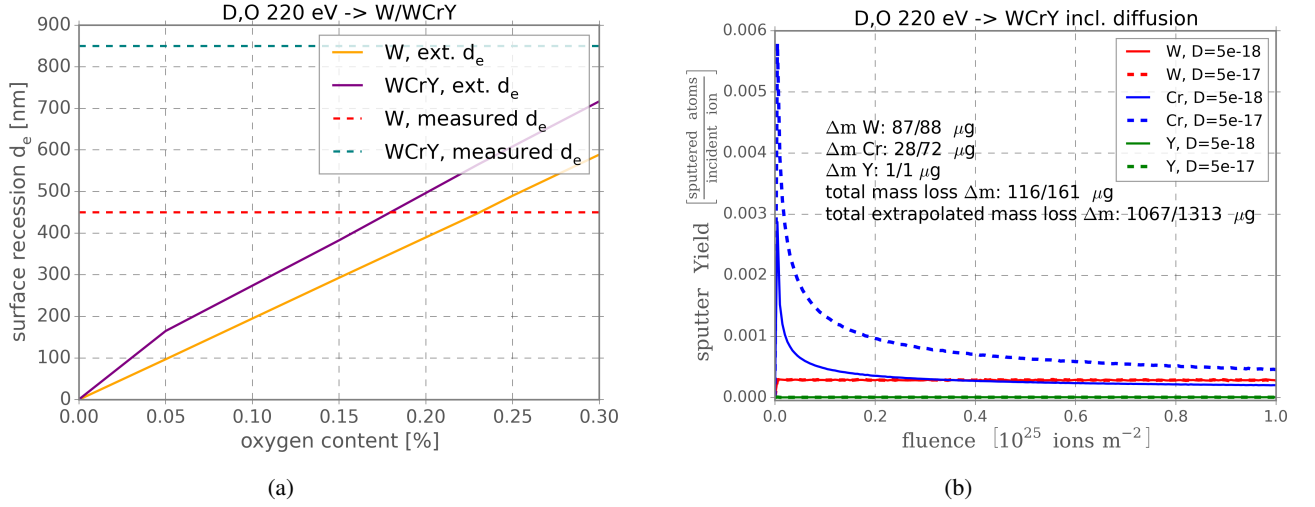 D,O 220 eV -> W/WCrY
900
800
700
600
500
400
300
200
100
0
surface recession d_e [nm]
W, ext. d_e
WCrY, ext. d_e
W, measured d_e
WCrY, measured d_e
0.00 0.05 0.10 0.15 0.20 0.25 0.30
oxygen content [%]
(a)
D,O 220 eV -> WCrY incl. diffusion
0.006
0.005
0.004
0.003
0.002
0.001
0.000
sputter Yield [sputtered atoms / incident ion]
W, D=5e-18
W, D=5e-17
Cr, D=5e-18
Cr, D=5e-17
Y, D=5e-18
Y, D=5e-17
Δm W: 87/88 μg
Δm Cr: 28/72 μg
Δm Y: 1/1 μg
total mass loss Δm: 116/161 μg
total extrapolated mass loss Δm: 1067/1313 μg
0.0 0.2 0.4 0.6 0.8 1.0
fluence [10²⁵ ions m⁻²]
(b)